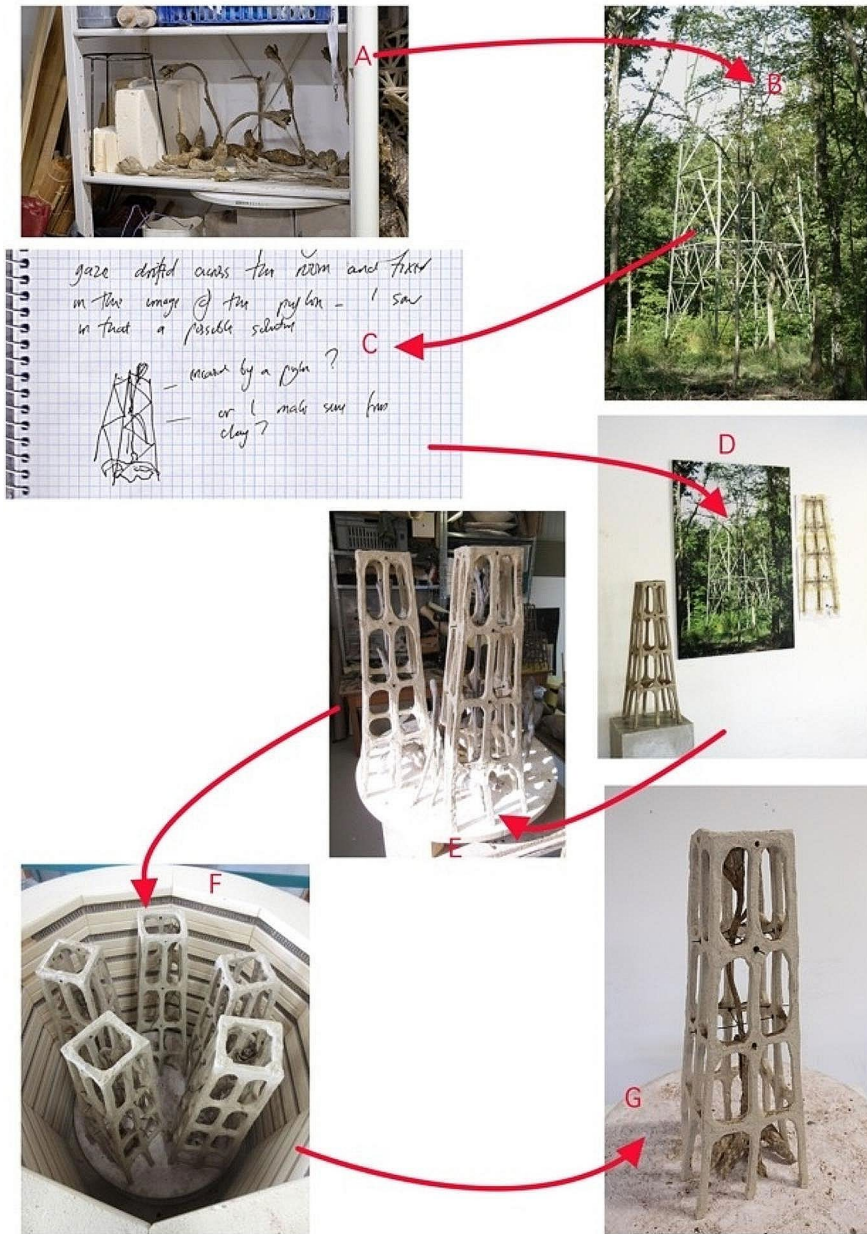 A
B
gaze drifted across the room and fixed
in the image of the pylon - I saw
in that a possible solution
C
encased by a pylon ?
or I make some from
clay ?
D
E
F
G